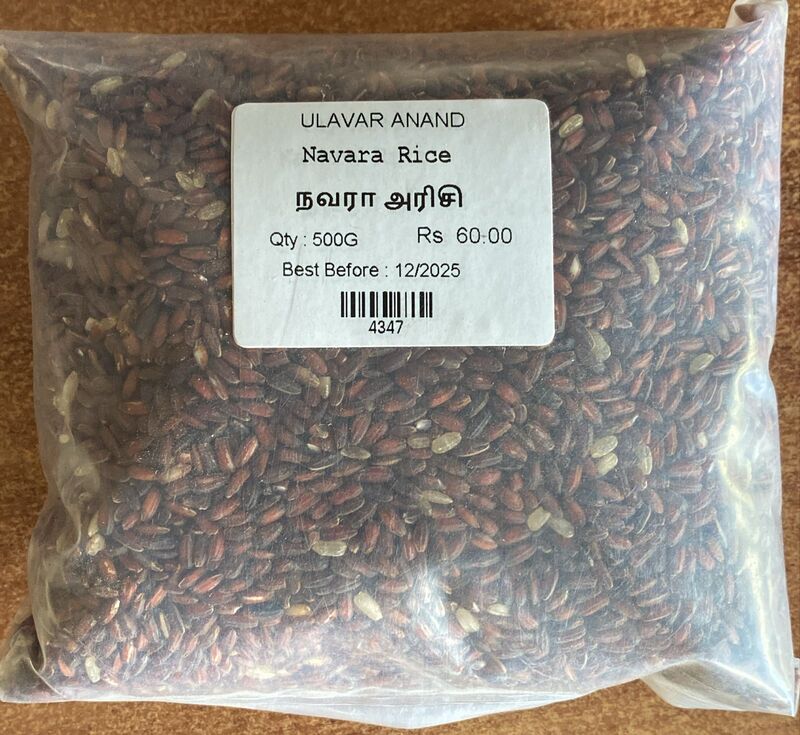 ULAVAR ANAND
Navara Rice
நவரா அரிசி
Qty : 500G Rs 60.00
Best Before : 12/2025
4347